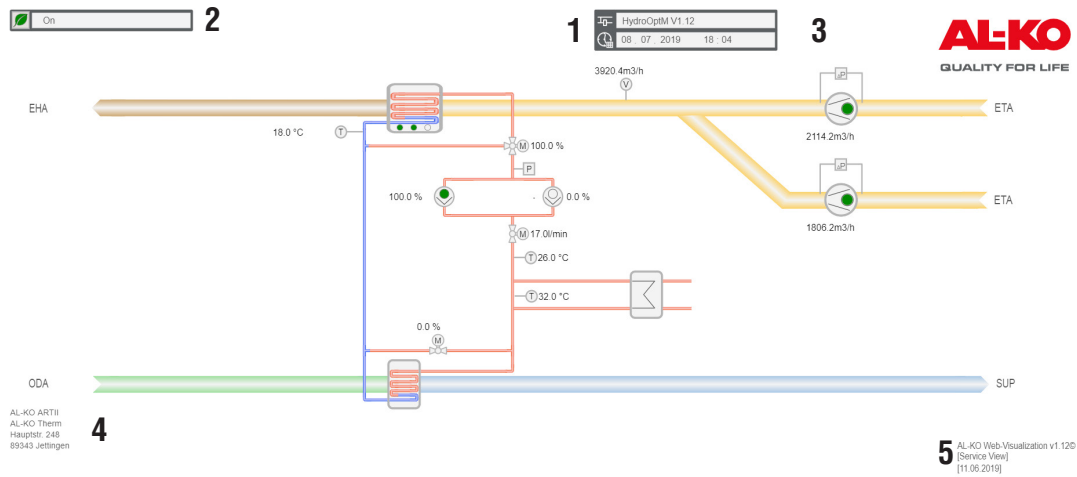 On
2
1
HydroOptM V1.12
08 . 07 . 2019 18 : 04
3
AL-KO
QUALITY FOR LIFE
3920.4m3/h
V
P
EHA
ETA
18.0 °C
T
2114.2m3/h
M
100.0 %
P
P
100.0 %
-
0.0 %
ETA
1806.2m3/h
M
17.0l/min
T
26.0 °C
T
32.0 °C
0.0 %
M
ODA
SUP
AL-KO ARTII
AL-KO Therm
Hauptstr. 248
89343 Jettingen
4
5
AL-KO Web-Visualization v1.12©
[Service View]
[11.06.2019]